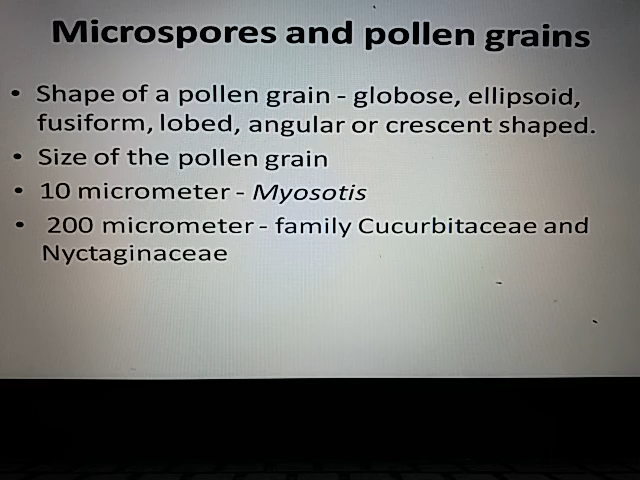 Microspores and pollen grains
• Shape of a pollen grain - globose, ellipsoid,
fusiform, lobed, angular or crescent shaped.
• Size of the pollen grain
• 10 micrometer - Myosotis
• 200 micrometer - family Cucurbitaceae and
Nyctaginaceae